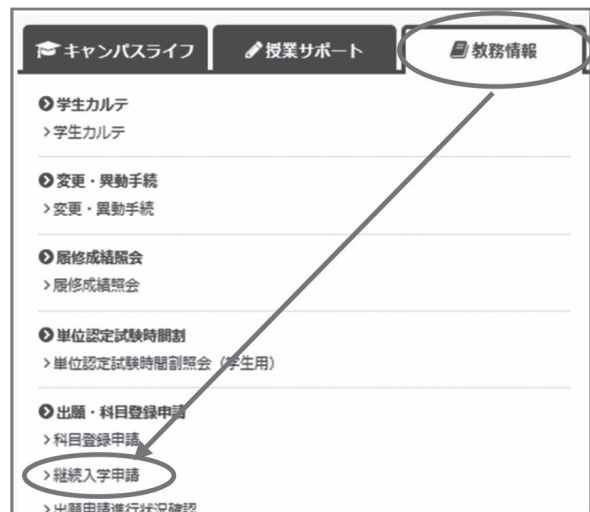 キャンパスライフ
授業サポート
教務情報
学生カルテ
>学生カルテ
変更・異動手続
>変更・異動手続
履修成績照会
>履修成績照会
単位認定試験時間割
>単位認定試験時間割照会（学生用）
出願・科目登録申請
>科目登録申請
>継続入学申請
>出願申請進行状況確認